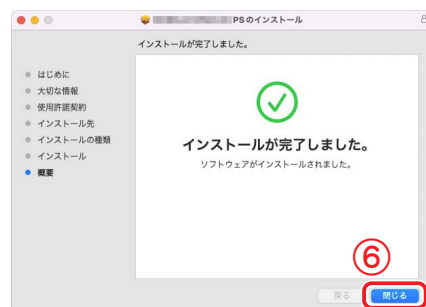 PSのインストール
インストールが完了しました。
はじめに
大切な情報
使用許諾契約
インストール先
インストールの種類
インストール
概要
インストールが完了しました。
ソフトウェアがインストールされました。
⑥
戻る
閉じる